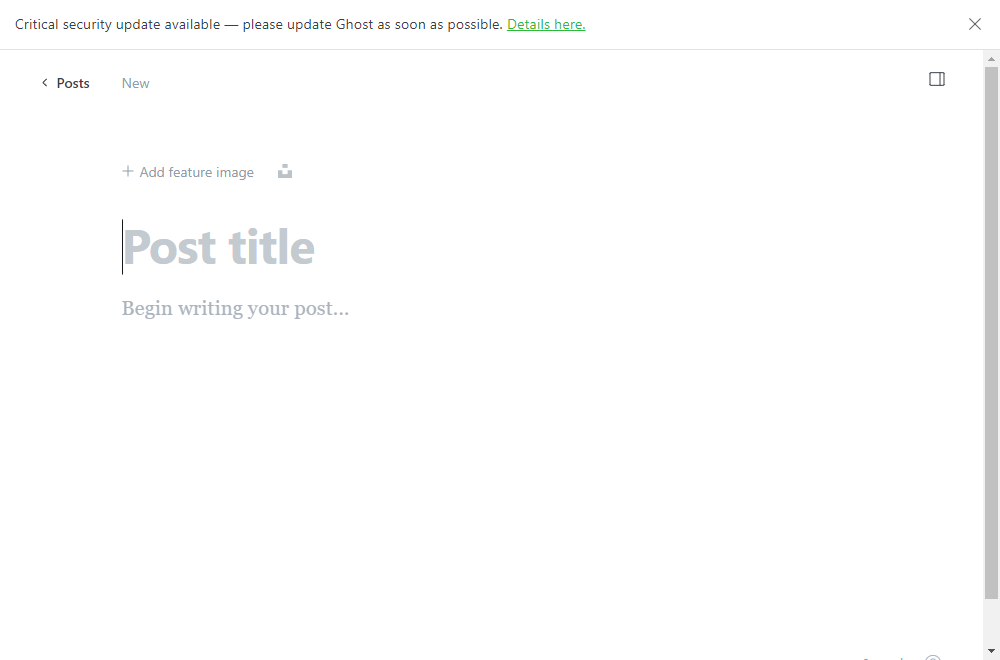 Critical security update available — please update Ghost as soon as possible. Details here.
Posts New
Add feature image
Post title
Begin writing your post...